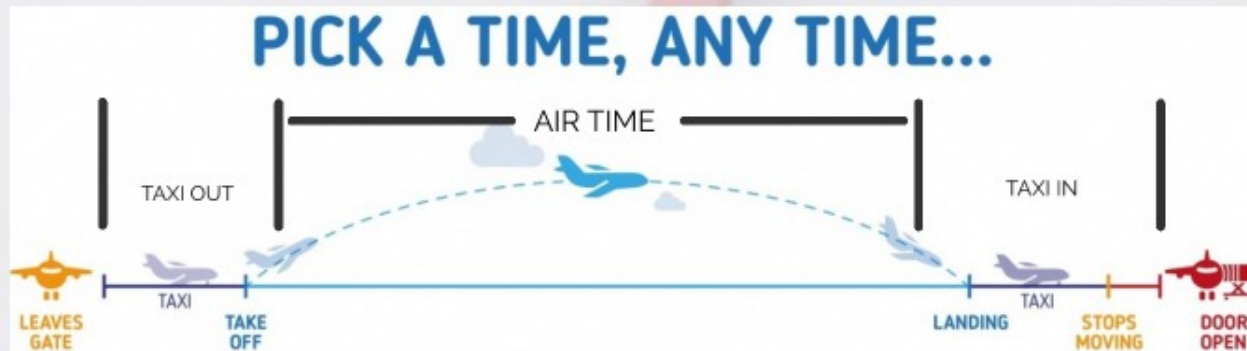 PICK A TIME, ANY TIME...
AIR TIME
TAXI OUT
TAXI IN
TAXI
TAXI
LEAVES
GATE
TAKE
OFF
LANDING
STOPS
MOVING
DOOR
OPEN